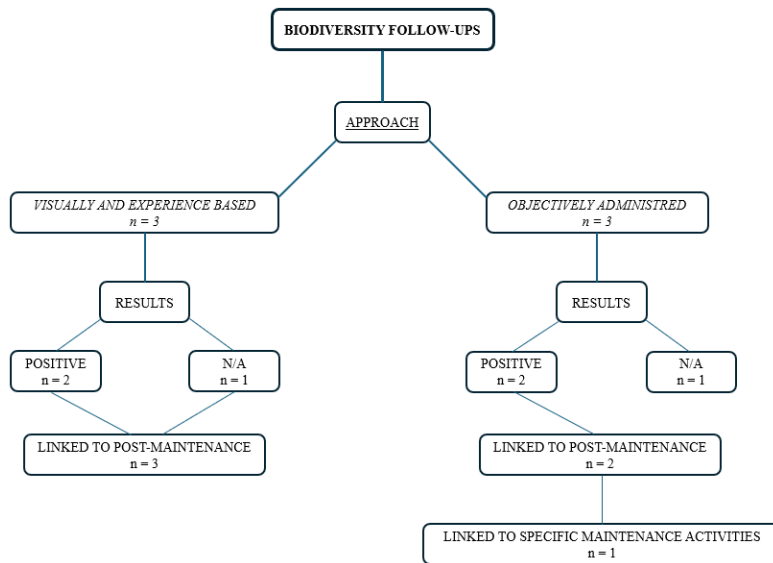 BIODIVERSITY FOLLOW-UPS
APPROACH
VISUALLY AND EXPERIENCE BASED
n = 3
OBJECTIVELY ADMINISTRED
n = 3
RESULTS
RESULTS
POSITIVE
n = 2
N/A
n = 1
POSITIVE
n = 2
N/A
n = 1
LINKED TO POST-MAINTENANCE
n = 3
LINKED TO POST-MAINTENANCE
n = 2
LINKED TO SPECIFIC MAINTENANCE ACTIVITIES
n = 1